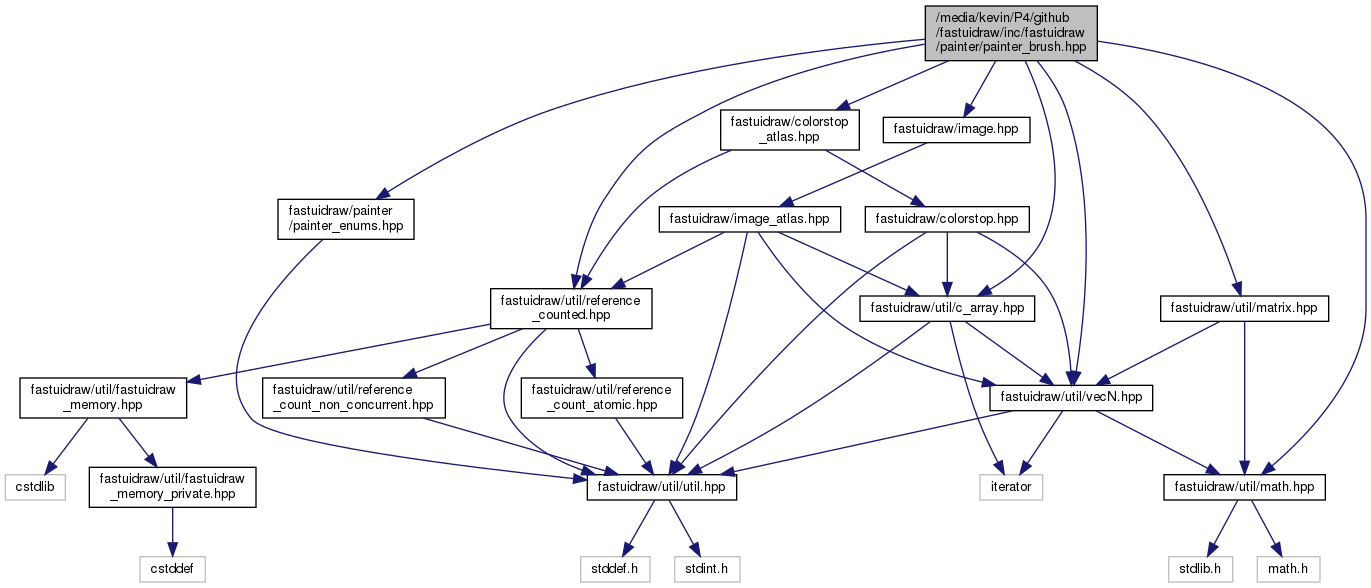 /media/kevin/P4/github
/fastuidraw/inc/fastuidraw
/painter/painter_brush.hpp
fastuidraw/colorstop
_atlas.hpp
fastuidraw/image.hpp
fastuidraw/painter
/painter_enums.hpp
fastuidraw/image_atlas.hpp
fastuidraw/colorstop.hpp
fastuidraw/util/reference
_counted.hpp
fastuidraw/util/c_array.hpp
fastuidraw/util/matrix.hpp
fastuidraw/util/fastuidraw
_memory.hpp
fastuidraw/util/reference
_count_non_concurrent.hpp
fastuidraw/util/reference
_count_atomic.hpp
fastuidraw/util/vecN.hpp
cstdlib
fastuidraw/util/fastuidraw
_memory_private.hpp
fastuidraw/util/util.hpp
iterator
fastuidraw/util/math.hpp
cstddef
stddef.h
stdint.h
stdlib.h
math.h